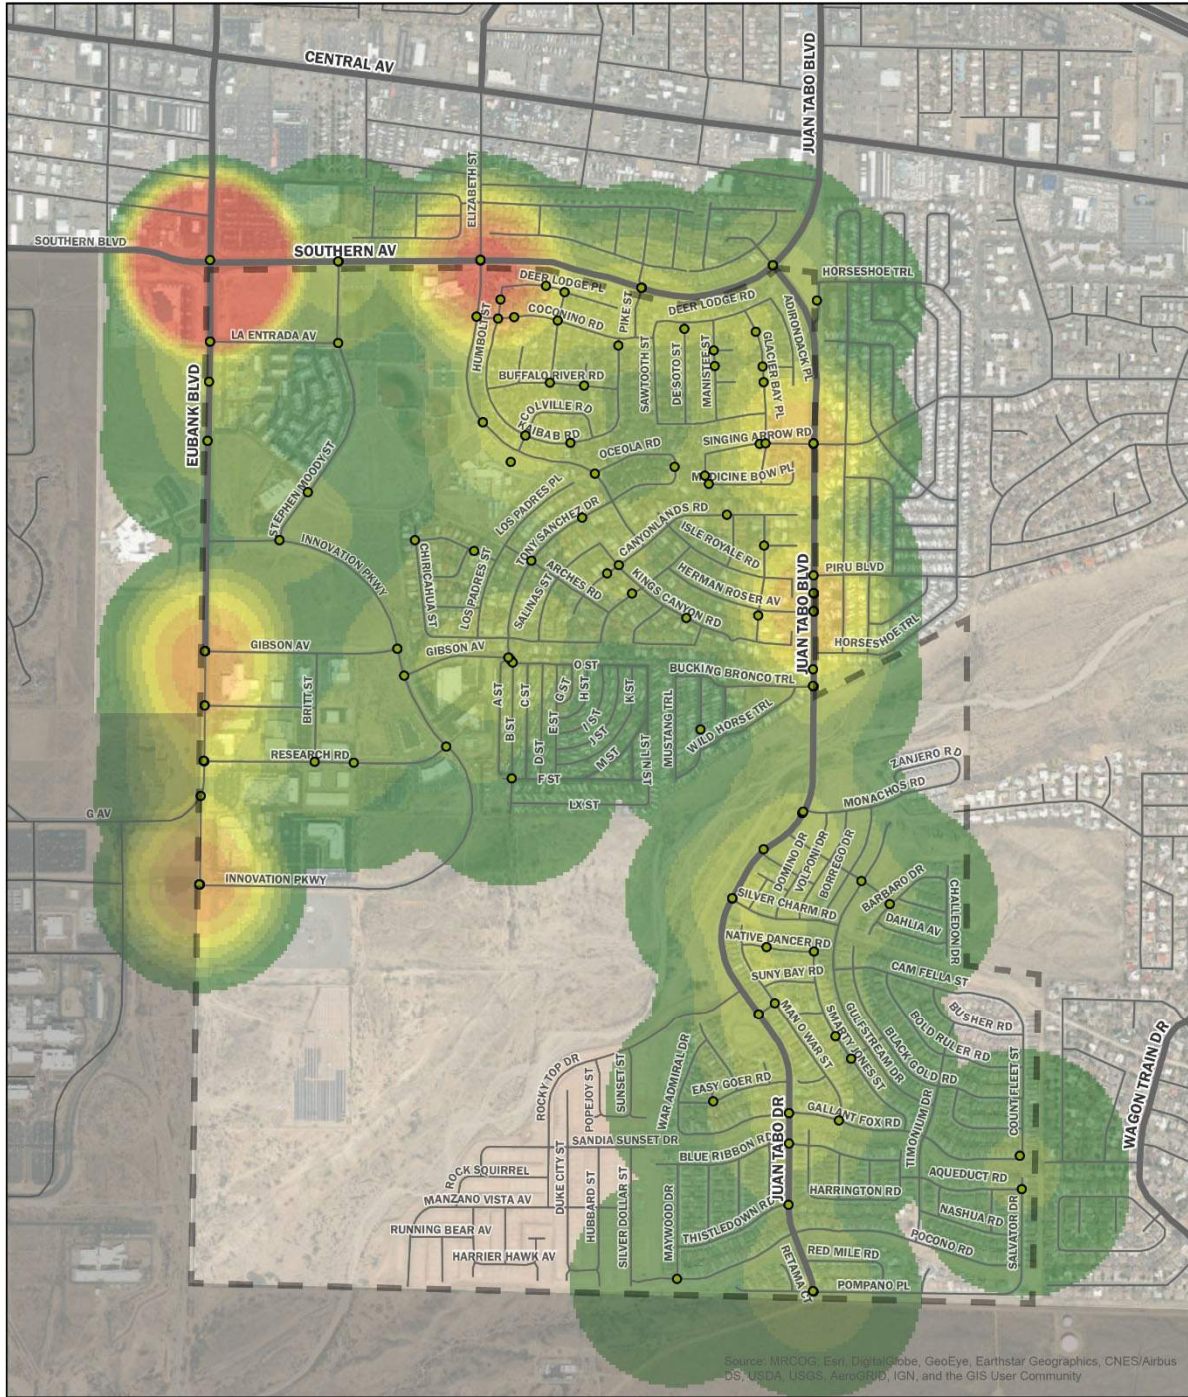 CENTRAL AV
JUAN TABO BLVD
ELIZABETH ST
SOUTHERN BLVD
SOUTHERN AV
HORSESHOE TRL
DEER LODGE PL
DEER LODGE RD
COCONINO RD
PIKE ST
ADIRONDACK PL
LA ENTRADA AV
HUMBOLT ST
SAWTOOTH ST
DE SOTO ST
MANISTEE ST
GLACIER BAY PL
BUFFALO RIVER RD
EUBANK BLVD
COLVILLE RD
KAIBAB RD
OCEOLA RD
SINGING ARROW RD
MEDICINE BOW PL
STEPHEN MOODY ST
LOS PADRES PL
TONY SANCHEZ DR
CANYONLANDS RD
ISLE ROYALE RD
INNOVATION PKWY
CHIRICAHUA ST
LOS PADRES ST
SALINAS ST
ARCHES RD
KINGS CANYON RD
HERMAN ROSER AV
PIRU BLVD
JUAN TABO BLVD
HORSESHOE TRL
GIBSON AV
GIBSON AV
BUCKING BRONCO TRL
O ST
A ST
B ST
C ST
D ST
E ST
G ST
H ST
I ST
J ST
K ST
M ST
N ST
L ST
MUSTANG TRL
WILD HORSE TRL
BRITT ST
RESEARCH RD
F ST
LX ST
ZANJERO RD
MONACHOS RD
G AV
DOMINO DR
VOLPONI DR
BORREGO DR
INNOVATION PKWY
SILVER CHARM RD
BARBARO DR
DAHLIA AV
CHALLEDON DR
NATIVE DANCER RD
SUNY BAY RD
CAM FELLA ST
BUSHER RD
BOLD RULER RD
MAN O WAR ST
SMARTY JONES ST
GULFSTREAM DR
BLACK GOLD RD
COUNT FLEET ST
WAGON TRAIN DR
ROCKY TOP DR
POPEJOY ST
SUNSET ST
WAR ADMIRAL DR
EASY GOER RD
GALLANT FOX RD
TIMONIUM DR
SANDIA SUNSET DR
BLUE RIBBON RD
JUAN TABO DR
ROCK SQUIRREL
DUKE CITY ST
AQUEDUCT RD
MANZANO VISTA AV
HUBBARD ST
SILVER DOLLAR ST
MAYWOOD DR
HARRINGTON RD
NASHUA RD
SALVATOR DR
RUNNING BEAR AV
THISTLEDOWN RD
POCONO RD
HARRIER HAWK AV
RETAMA CT
RED MILE RD
POMPANO PL
Source: MRCOG, Esri, DigitalGlobe, GeoEye, Earthstar Geographics, CNES/Airbus
DS, USDA, USGS, AeroGRID, IGN, and the GIS User Community